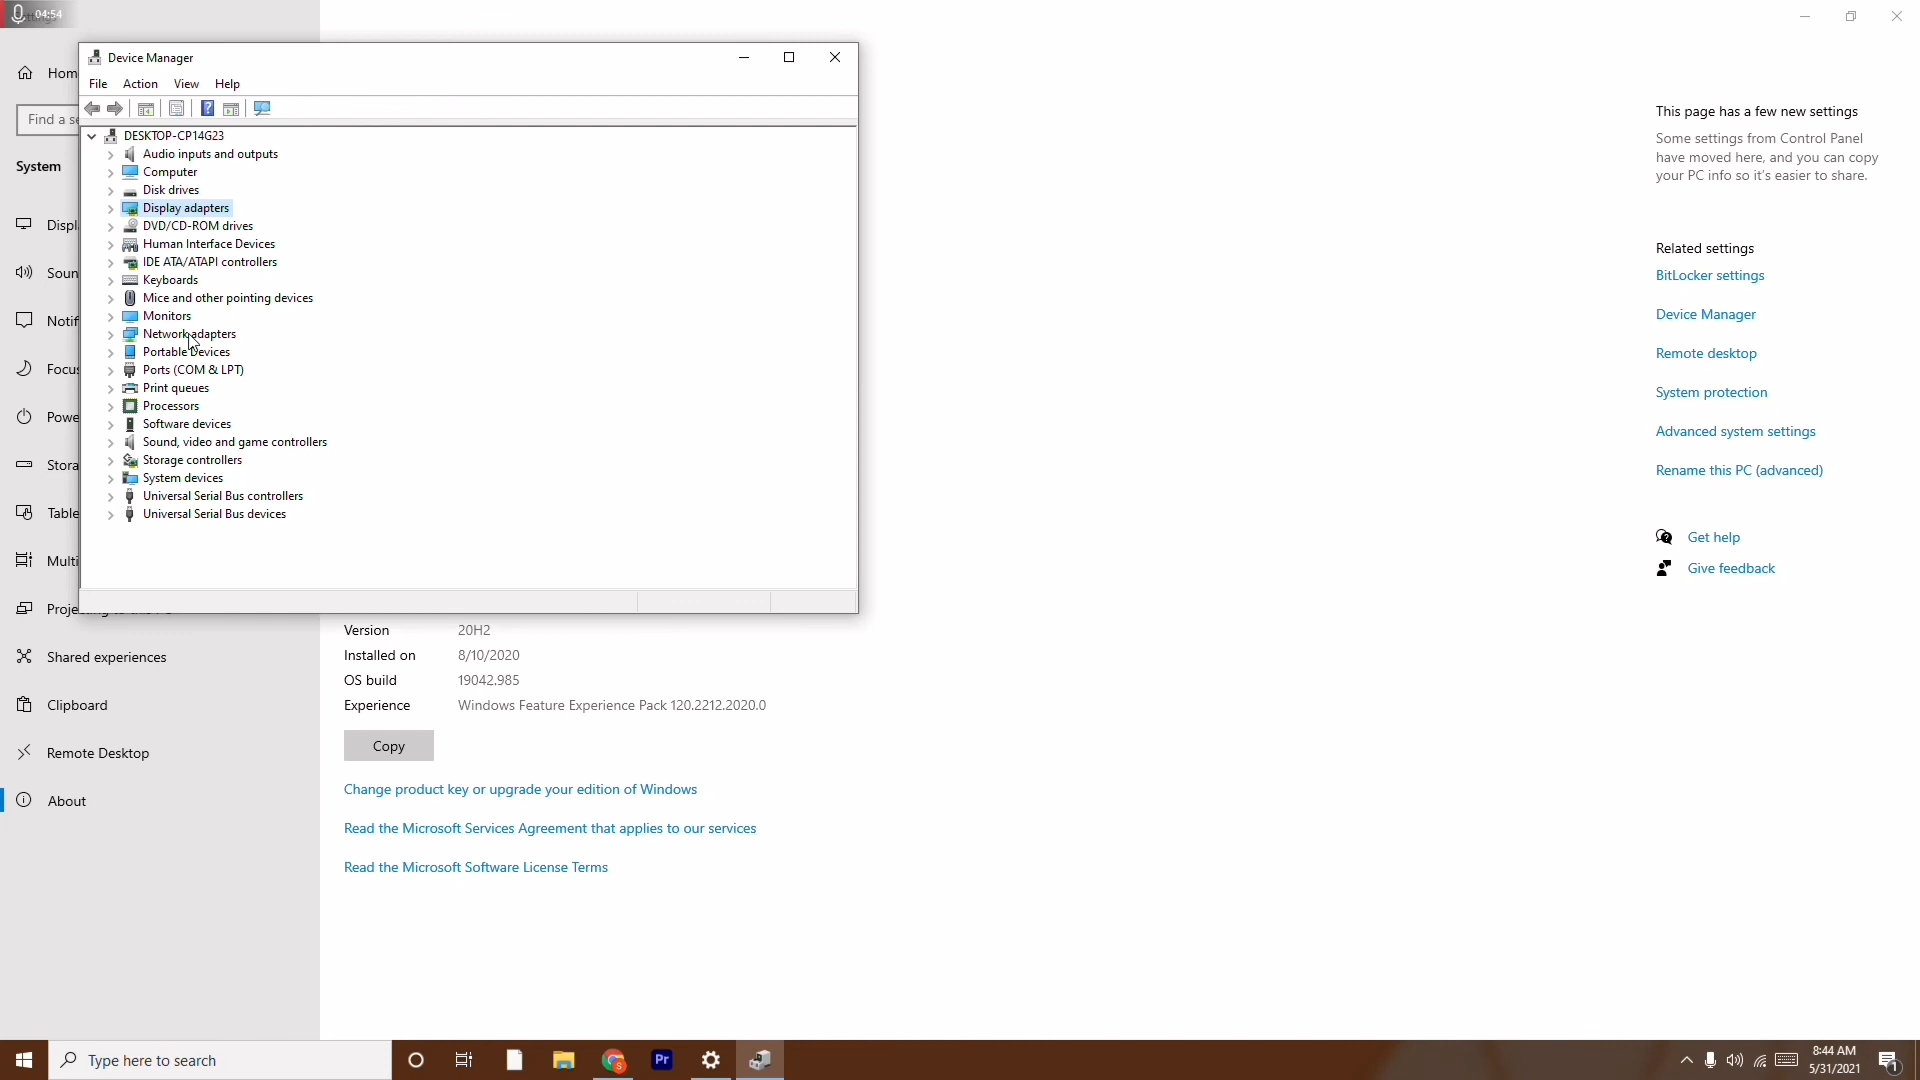 04:54
Device Manager
File Action View Help
DESKTOP-CP14G23
Audio inputs and outputs
Computer
Disk drives
Display adapters
DVD/CD-ROM drives
Human Interface Devices
IDE ATA/ATAPI controllers
Keyboards
Mice and other pointing devices
Monitors
Network adapters
Portable Devices
Ports (COM & LPT)
Print queues
Processors
Software devices
Sound, video and game controllers
Storage controllers
System devices
Universal Serial Bus controllers
Universal Serial Bus devices
Hom
Find a se
System
Displ
Soun
Notif
Focus
Powe
Stora
Table
Multi
Shared experiences
Clipboard
Remote Desktop
About
Version 20H2
Installed on 8/10/2020
OS build 19042.985
Experience Windows Feature Experience Pack 120.2212.2020.0
Copy
Change product key or upgrade your edition of Windows
Read the Microsoft Services Agreement that applies to our services
Read the Microsoft Software License Terms
This page has a few new settings
Some settings from Control Panel
have moved here, and you can copy
your PC info so it's easier to share.
Related settings
BitLocker settings
Device Manager
Remote desktop
System protection
Advanced system settings
Rename this PC (advanced)
Get help
Give feedback
Type here to search
Pr
S
8:44 AM
5/31/2021
1